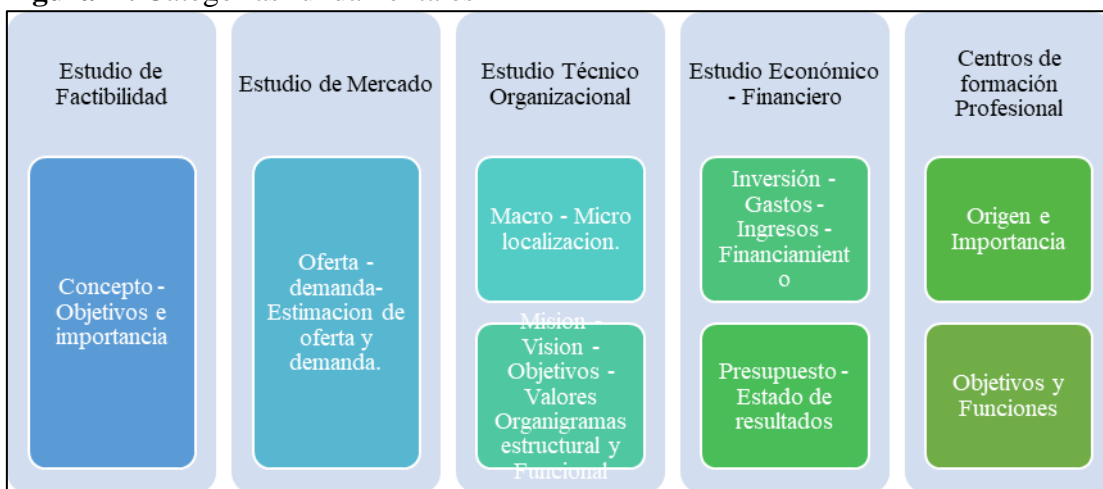 Estudio de
Factibilidad
Concepto -
Objetivos e
importancia
Estudio de Mercado
Oferta -
demanda-
Estimacion de
oferta y
demanda.
Estudio Técnico
Organizacional
Macro - Micro
localizacion.
Mision -
Vision -
Objetivos -
Valores
Organigramas
estructural y
Funcional
Estudio Económico
- Financiero
Inversión -
Gastos -
Ingresos -
Financiamient
o
Presupuesto -
Estado de
resultados
Centros de
formación
Profesional
Origen e
Importancia
Objetivos y
Funciones